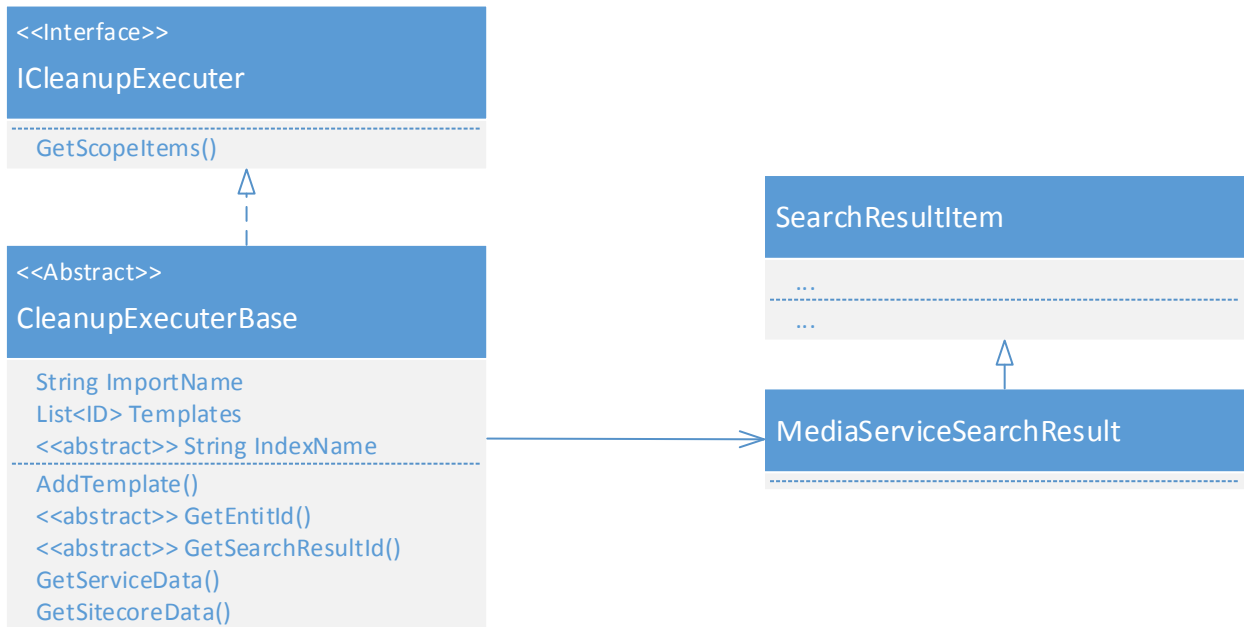 <<Interface>>
ICleanupExecuter
GetScopeItems()
<<Abstract>>
CleanupExecuterBase
String ImportName
List<ID> Templates
<<abstract>> String IndexName
AddTemplate()
<<abstract>> GetEntitId()
<<abstract>> GetSearchResultId()
GetServiceData()
GetSitecoreData()
SearchResultItem
...
...
MediaServiceSearchResult